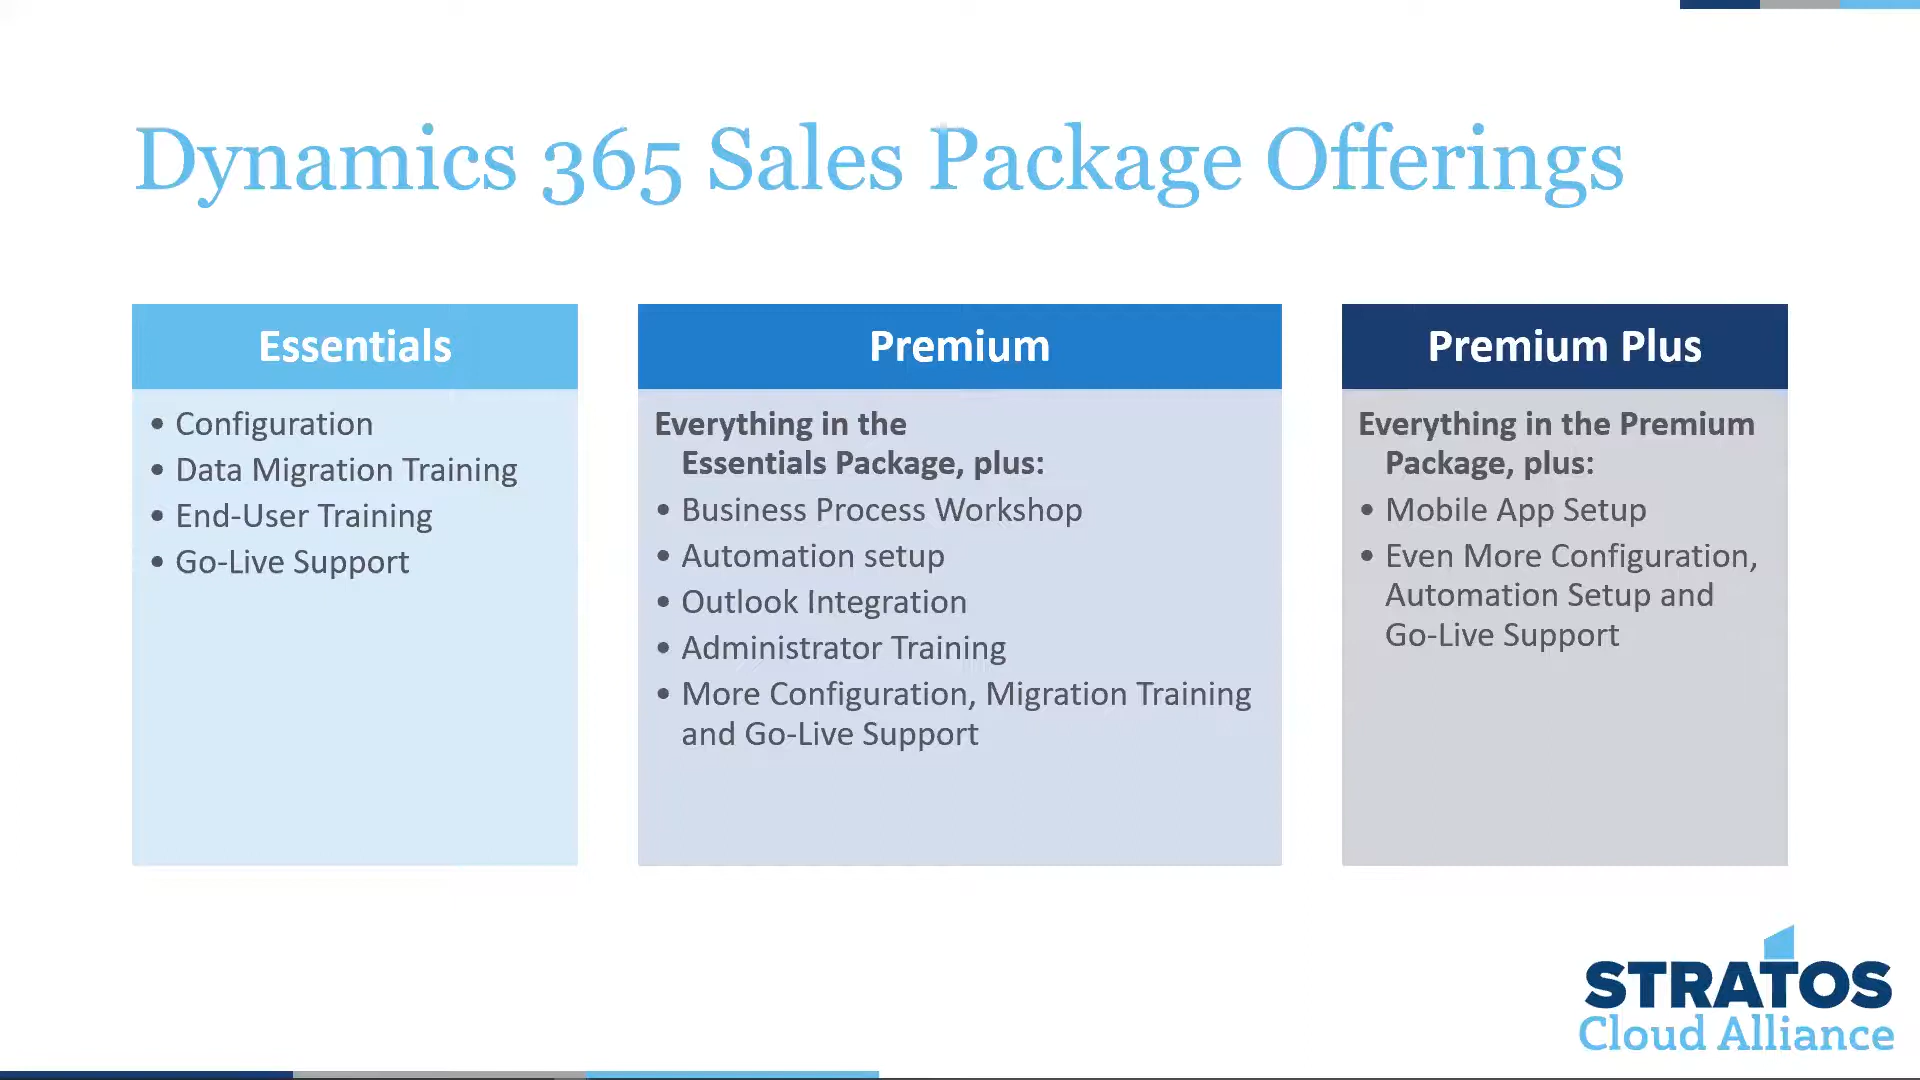 Dynamics 365 Sales Package Offerings
Essentials
• Configuration
• Data Migration Training
• End-User Training
• Go-Live Support
Premium
Everything in the
Essentials Package, plus:
• Business Process Workshop
• Automation setup
• Outlook Integration
• Administrator Training
• More Configuration, Migration Training
and Go-Live Support
Premium Plus
Everything in the Premium
Package, plus:
• Mobile App Setup
• Even More Configuration,
Automation Setup and
Go-Live Support
STRATOS
Cloud Alliance